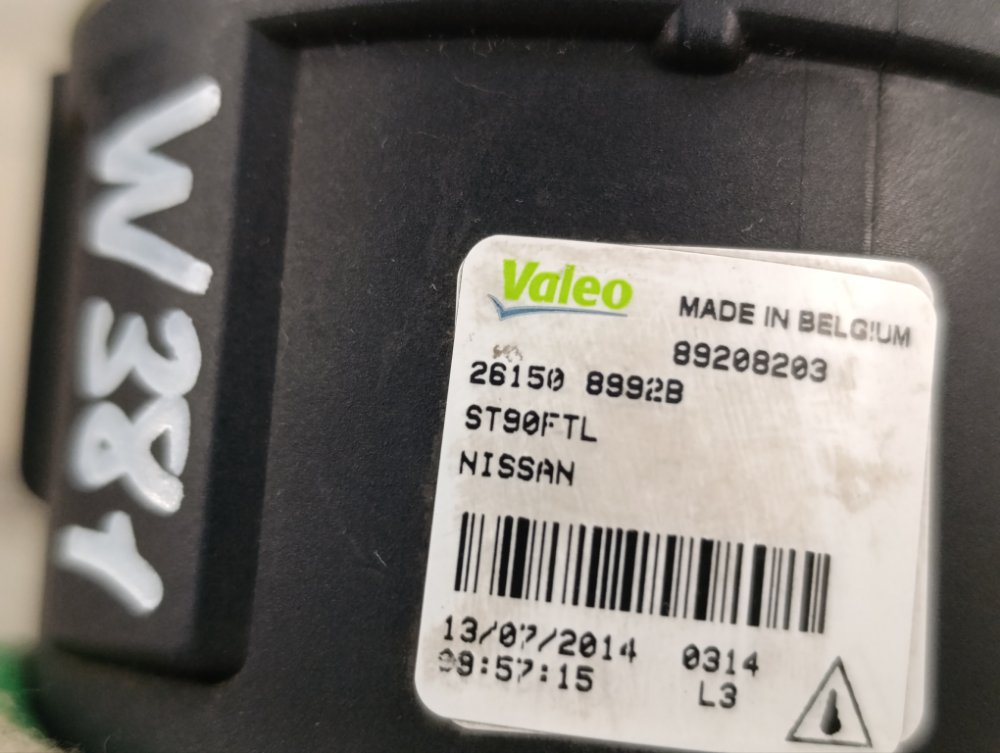 W381
Valeo
MADE IN BELGIUM
89208203
26150 8992B
ST90FTL
NISSAN
13/07/2014 0314
09:57:15 L3